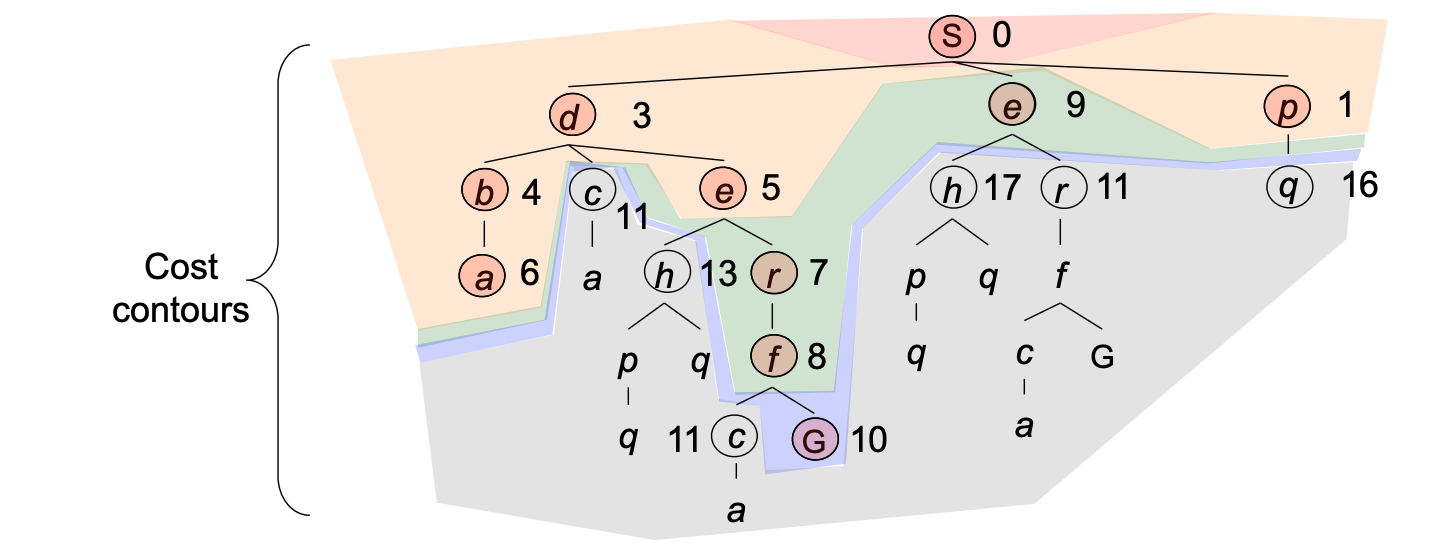 S 0
d 3 e 9 p 1
b 4 c 11 e 5 h 17 r 11 q 16
Cost
contours
a 6 a h 13 r 7 p q f
p q f 8 q c G
q 11 c G 10 a
a